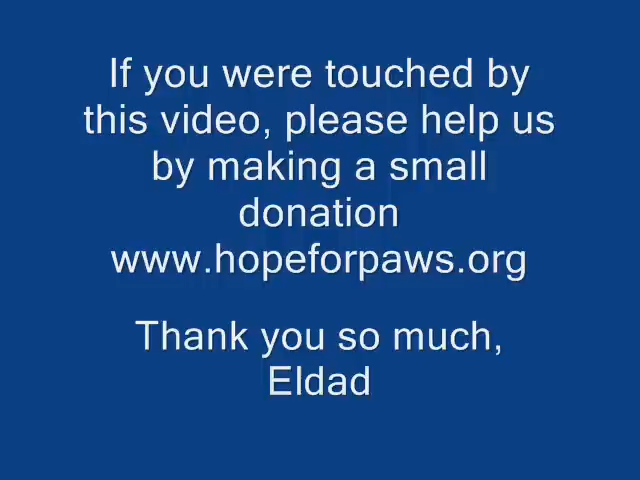 If you were touched by
this video, please help us
by making a small
donation
www.hopeforpaws.org
Thank you so much,
Eldad